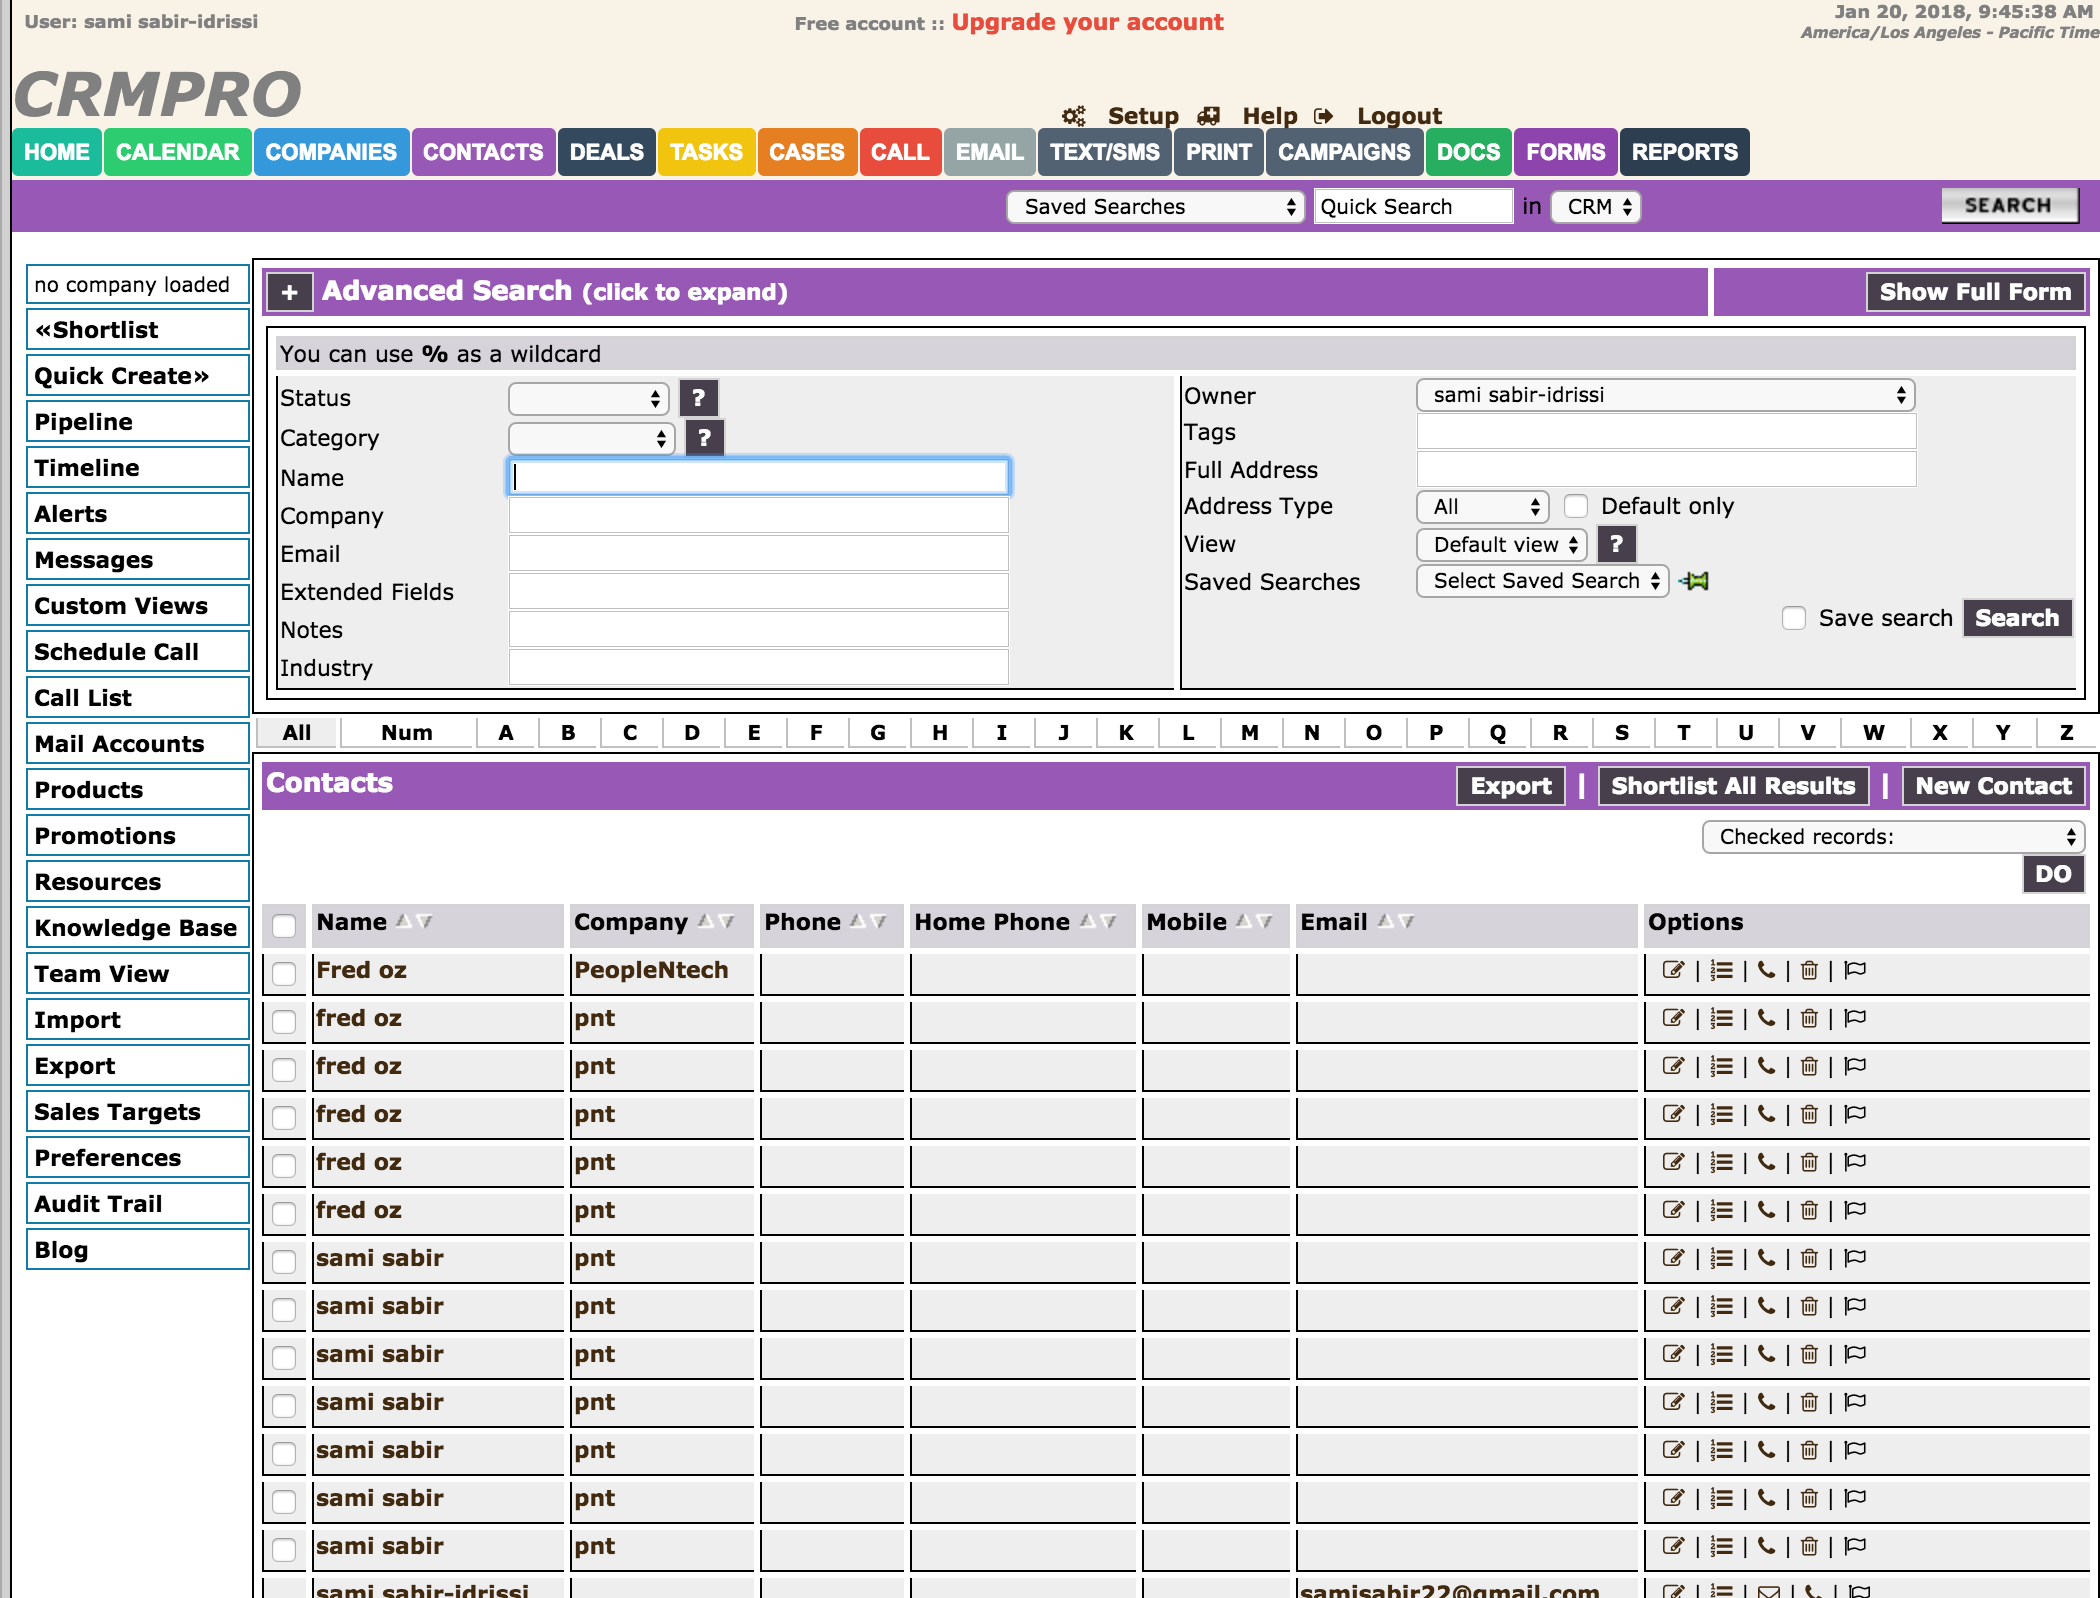 User: sami sabir-idrissi
Free account :: Upgrade your account
Jan 20, 2018, 9:45:38 AM
America/Los Angeles - Pacific Time
CRMPRO
Setup Help Logout
HOME CALENDAR COMPANIES CONTACTS DEALS TASKS CASES CALL EMAIL TEXT/SMS PRINT CAMPAIGNS DOCS FORMS REPORTS
Saved Searches Quick Search in CRM SEARCH
no company loaded
«Shortlist
Quick Create»
Pipeline
Timeline
Alerts
Messages
Custom Views
Schedule Call
Call List
Mail Accounts
Products
Promotions
Resources
Knowledge Base
Team View
Import
Export
Sales Targets
Preferences
Audit Trail
Blog
+ Advanced Search (click to expand) Show Full Form
You can use % as a wildcard
Status ?
Category ?
Name
Company
Email
Extended Fields
Notes
Industry
Owner sami sabir-idrissi
Tags
Full Address
Address Type All Default only
View Default view ?
Saved Searches Select Saved Search
Save search Search
All Num A B C D E F G H I J K L M N O P Q R S T U V W X Y Z
Contacts Export | Shortlist All Results | New Contact
Checked records:
DO
Name Company Phone Home Phone Mobile Email Options
Fred oz PeopleNtech | | | |
fred oz pnt | | | |
fred oz pnt | | | |
fred oz pnt | | | |
fred oz pnt | | | |
fred oz pnt | | | |
sami sabir pnt | | | |
sami sabir pnt | | | |
sami sabir pnt | | | |
sami sabir pnt | | | |
sami sabir pnt | | | |
sami sabir pnt | | | |
sami sabir pnt | | | |
sami sabir-idrissi samisabir22@gmail.com | | | |